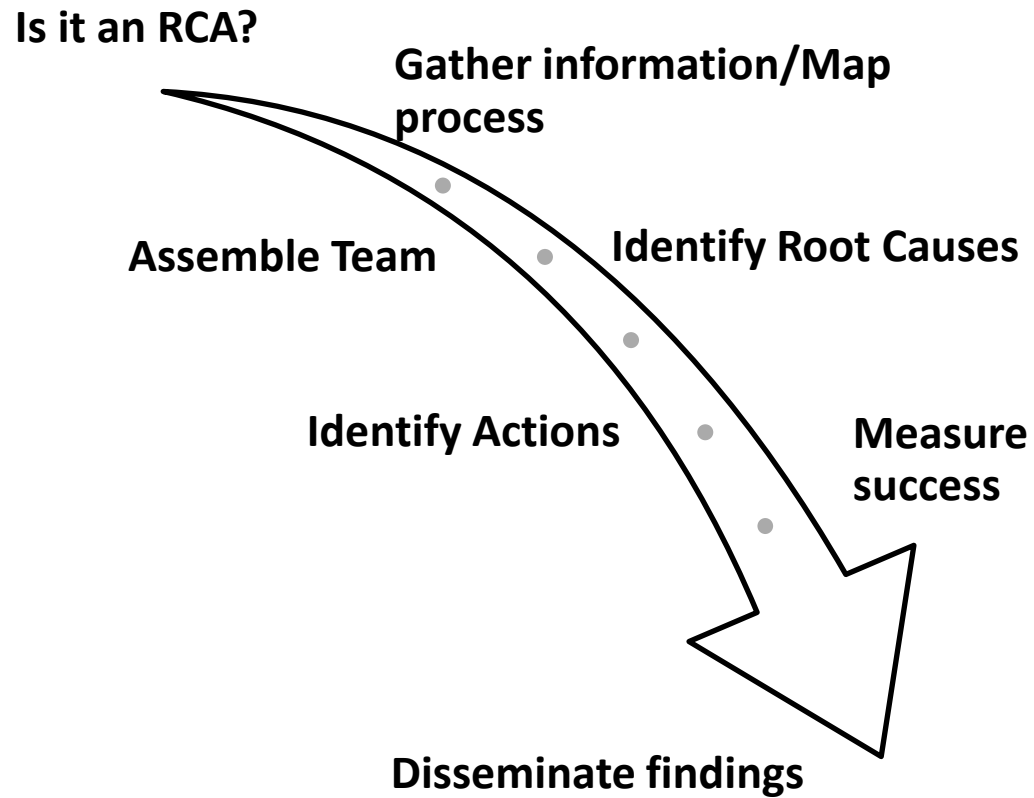 Is it an RCA?
Gather information/Map
process
Assemble Team
Identify Root Causes
Identify Actions
Measure
success
Disseminate findings